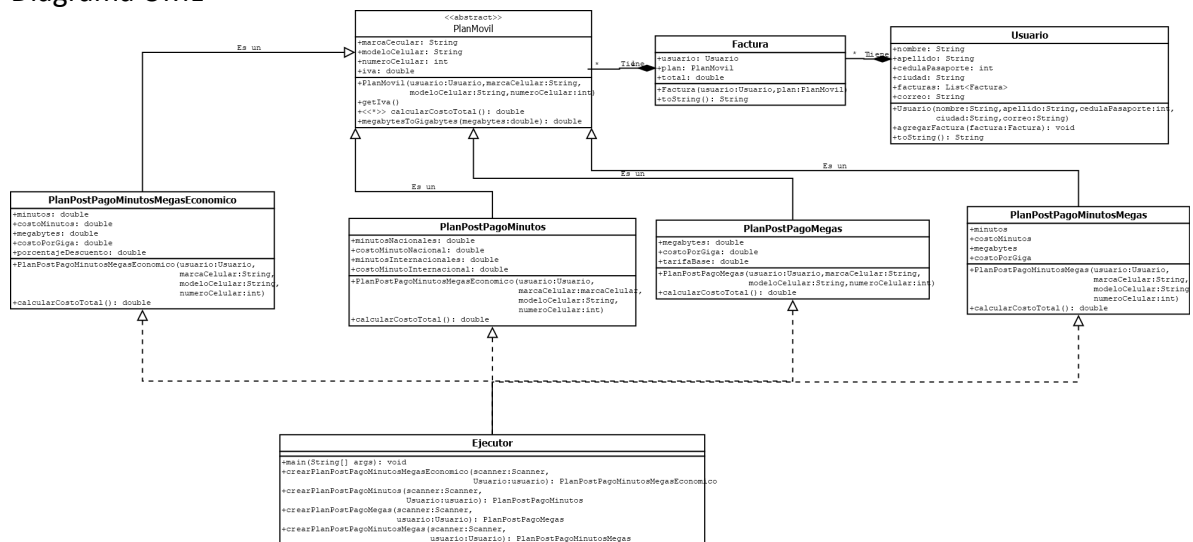 Diagrama UML
<<abstract>>
PlanMovil
+marcaCecular: String
+modeloCelular: String
+numeroCelular: int
+iva: double
+PlanMovil(usuario:Usuario,marcaCelular:String,
modeloCelular:String,numeroCelular:int)
+getIva()
+<<*>> calcularCostoTotal(): double
+megabytesToGigabytes(megabytes:double): double
Es un
* Tiene
Factura
+usuario: Usuario
+plan: PlanMovil
+total: double
+Factura(usuario:Usuario,plan:PlanMovil)
+toString(): String
* Tiene
Usuario
+nombre: String
+apellido: String
+cedulaPasaporte: int
+ciudad: String
+facturas: List<Factura>
+correo: String
+Usuario(nombre:String,apellido:String,cedulaPasaporte:int,
ciudad:String,correo:String)
+agregarFactura(factura:Factura): void
+toString(): String
Es un
Es un
Es un
PlanPostPagoMinutosMegasEconomico
+minutos: double
+costoMinutos: double
+megabytes: double
+costoPorGiga: double
+porcentajeDescuento: double
+PlanPostPagoMinutosMegasEconomico(usuario:Usuario,
marcaCelular:String,
modeloCelular:String,
numeroCelular:int)
+calcularCostoTotal(): double
PlanPostPagoMinutos
+minutosNacionales: double
+costoMinutoNacional: double
+minutosInternacionales: double
+costoMinutoInternacional: double
+PlanPostPagoMinutosMegasEconomico(usuario:Usuario,
marcaCelular:marcaCelular,
modeloCelular:String,
numeroCelular:int)
+calcularCostoTotal(): double
PlanPostPagoMegas
+megabytes: double
+costoPorGiga: double
+tarifaBase: double
+PlanPostPagoMegas(usuario:Usuario,marcaCelular:String,
modeloCelular:String,numeroCelular:int)
+calcularCostoTotal(): double
PlanPostPagoMinutosMegas
+minutos
+costoMinutos
+megabytes
+costoPorGiga
+PlanPostPagoMinutosMegas(usuario:Usuario,
marcaCelular:String,
modeloCelular:String
numeroCelular:int)
+calcularCostoTotal(): double
Ejecutor
+main(String[] args): void
+crearPlanPostPagoMinutosMegasEconomico(scanner:Scanner,
Usuario:usuario): PlanPostPagoMinutosMegasEconomico
+crearPlanPostPagoMinutos(scanner:Scanner,
Usuario:usuario): PlanPostPagoMinutos
+crearPlanPostPagoMegas(scanner:Scanner,
usuario:Usuario): PlanPostPagoMegas
+crearPlanPostPagoMinutosMegas(scanner:Scanner,
usuario:Usuario): PlanPostPagoMinutosMegas